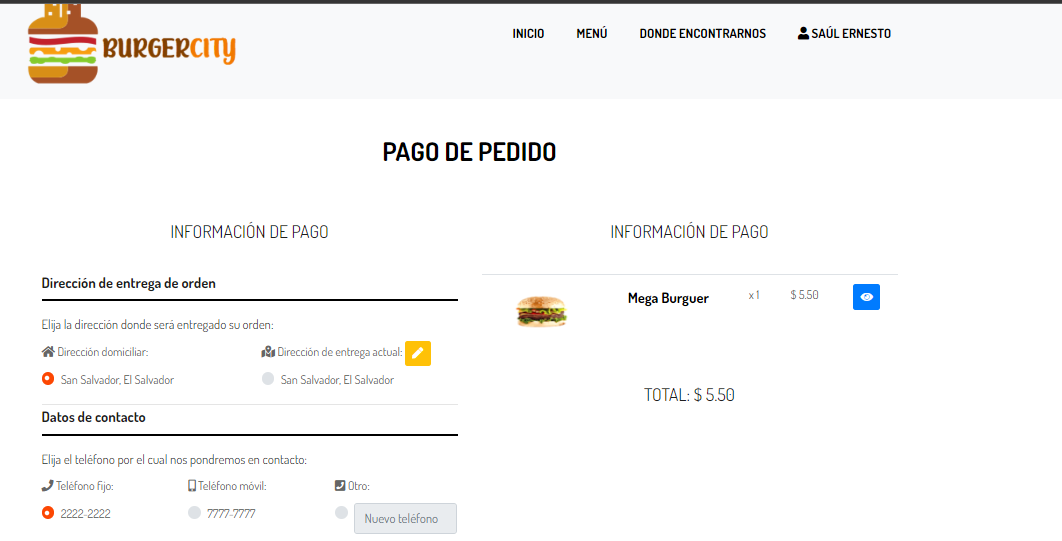 BURGERCITY
INICIO
MENÚ
DONDE ENCONTRARNOS
SAÚL ERNESTO
PAGO DE PEDIDO
INFORMACIÓN DE PAGO
Dirección de entrega de orden
Elija la dirección donde será entregado su orden:
Dirección domiciliar:
Dirección de entrega actual:
San Salvador, El Salvador
San Salvador, El Salvador
Datos de contacto
Elija el teléfono por el cual nos pondremos en contacto:
Teléfono fijo:
Teléfono móvil:
Otro:
2222-2222
7777-7777
Nuevo teléfono
INFORMACIÓN DE PAGO
Mega Burguer
x 1
$ 5.50
TOTAL: $ 5.50